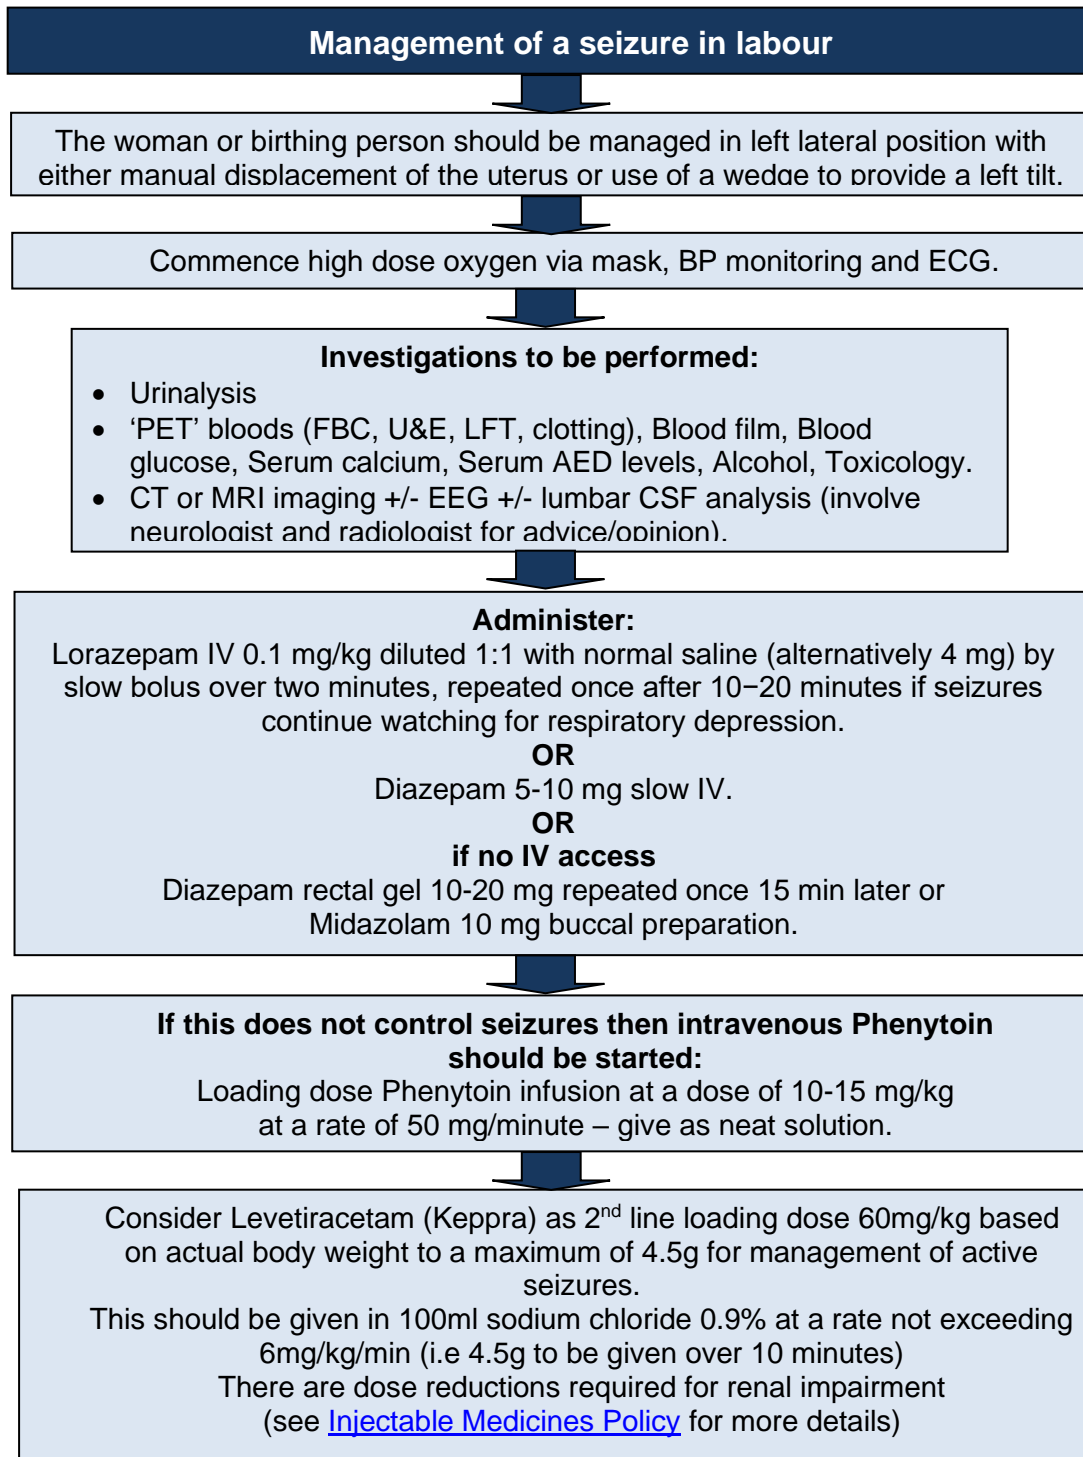 Management of a seizure in labour
The woman or birthing person should be managed in left lateral position with
either manual displacement of the uterus or use of a wedge to provide a left tilt.
Commence high dose oxygen via mask, BP monitoring and ECG.
Investigations to be performed:
• Urinalysis
• ‘PET’ bloods (FBC, U&E, LFT, clotting), Blood film, Blood
glucose, Serum calcium, Serum AED levels, Alcohol, Toxicology.
• CT or MRI imaging +/- EEG +/- lumbar CSF analysis (involve
neurologist and radiologist for advice/opinion).
Administer:
Lorazepam IV 0.1 mg/kg diluted 1:1 with normal saline (alternatively 4 mg) by
slow bolus over two minutes, repeated once after 10−20 minutes if seizures
continue watching for respiratory depression.
OR
Diazepam 5-10 mg slow IV.
OR
if no IV access
Diazepam rectal gel 10-20 mg repeated once 15 min later or
Midazolam 10 mg buccal preparation.
If this does not control seizures then intravenous Phenytoin
should be started:
Loading dose Phenytoin infusion at a dose of 10-15 mg/kg
at a rate of 50 mg/minute – give as neat solution.
Consider Levetiracetam (Keppra) as 2nd line loading dose 60mg/kg based
on actual body weight to a maximum of 4.5g for management of active
seizures.
This should be given in 100ml sodium chloride 0.9% at a rate not exceeding
6mg/kg/min (i.e 4.5g to be given over 10 minutes)
There are dose reductions required for renal impairment
(see Injectable Medicines Policy for more details)